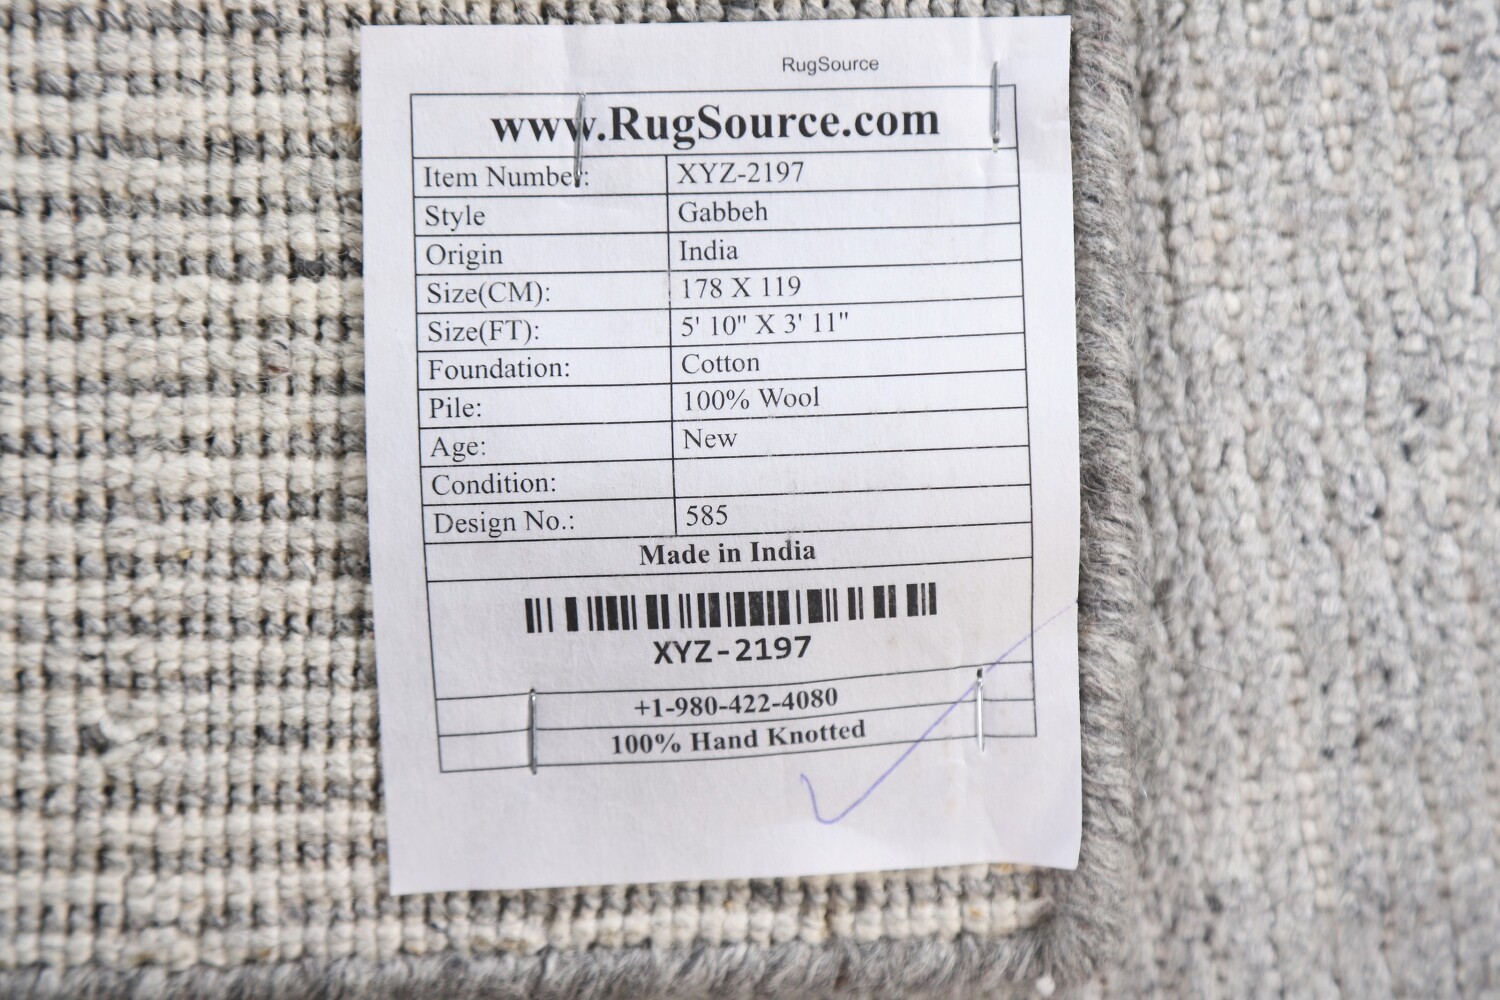 RugSource
www.RugSource.com
Item Number: XYZ-2197
Style Gabbeh
Origin India
Size(CM): 178 X 119
Size(FT): 5' 10" X 3' 11"
Foundation: Cotton
Pile: 100% Wool
Age: New
Condition:
Design No.: 585
Made in India
XYZ-2197
+1-980-422-4080
100% Hand Knotted